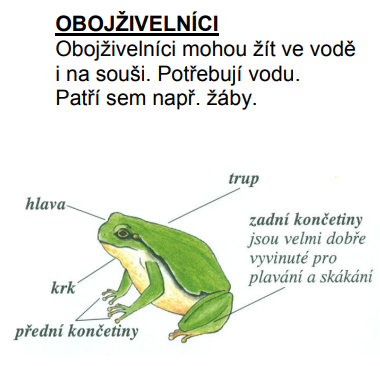 OBOJŽIVELNÍCI
Obojživelníci mohou žít ve vodě
i na souši. Potřebují vodu.
Patří sem např. žáby.
trup
hlava
zadní končetiny
jsou velmi dobře
vyvinuté pro
plavání a skákání
krk
přední končetiny